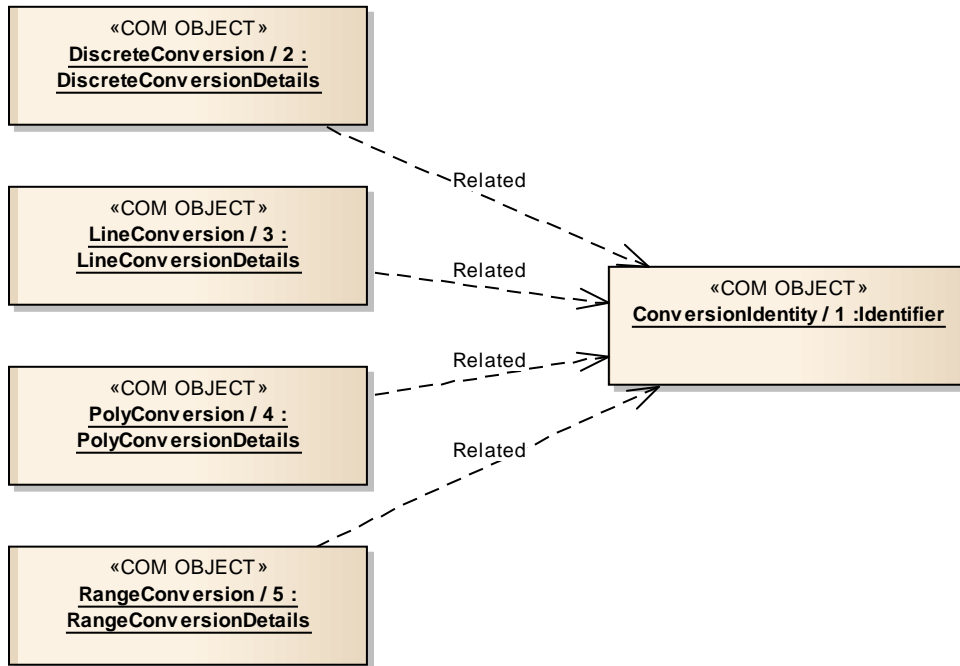 «COM OBJECT»
DiscreteConversion / 2 :
DiscreteConversionDetails
Related
«COM OBJECT»
LineConversion / 3 :
LineConversionDetails
Related
«COM OBJECT»
ConversionIdentity / 1 :Identifier
«COM OBJECT»
PolyConversion / 4 :
PolyConversionDetails
Related
Related
«COM OBJECT»
RangeConversion / 5 :
RangeConversionDetails